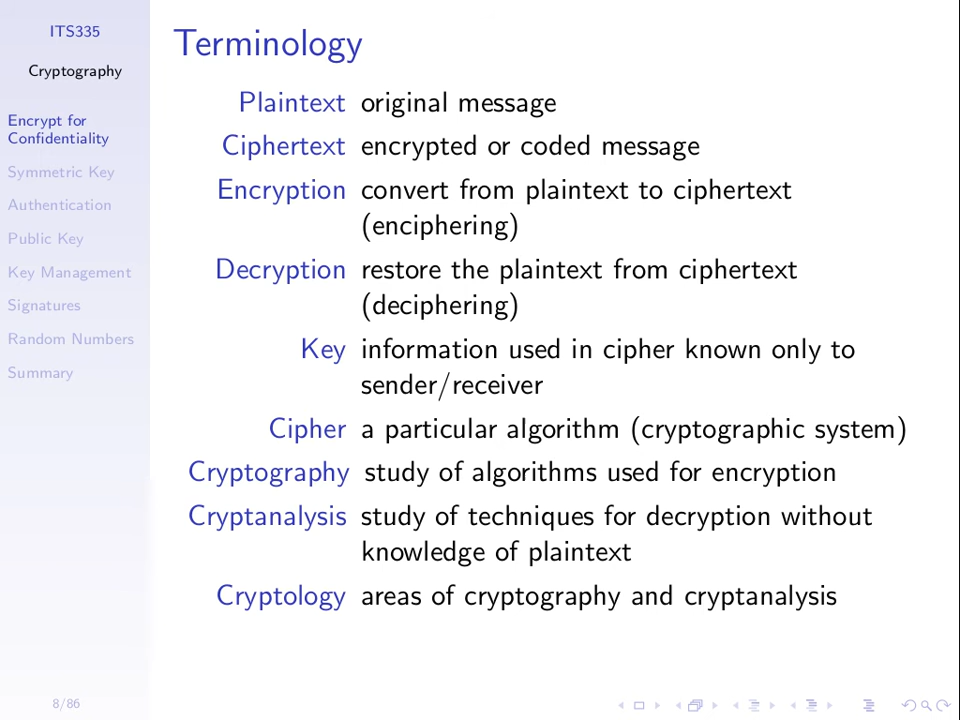 ITS335
Cryptography
Encrypt for
Confidentiality
Symmetric Key
Authentication
Public Key
Key Management
Signatures
Random Numbers
Summary
8/86
Terminology
Plaintext original message
Ciphertext encrypted or coded message
Encryption convert from plaintext to ciphertext
(enciphering)
Decryption restore the plaintext from ciphertext
(deciphering)
Key information used in cipher known only to
sender/receiver
Cipher a particular algorithm (cryptographic system)
Cryptography study of algorithms used for encryption
Cryptanalysis study of techniques for decryption without
knowledge of plaintext
Cryptology areas of cryptography and cryptanalysis